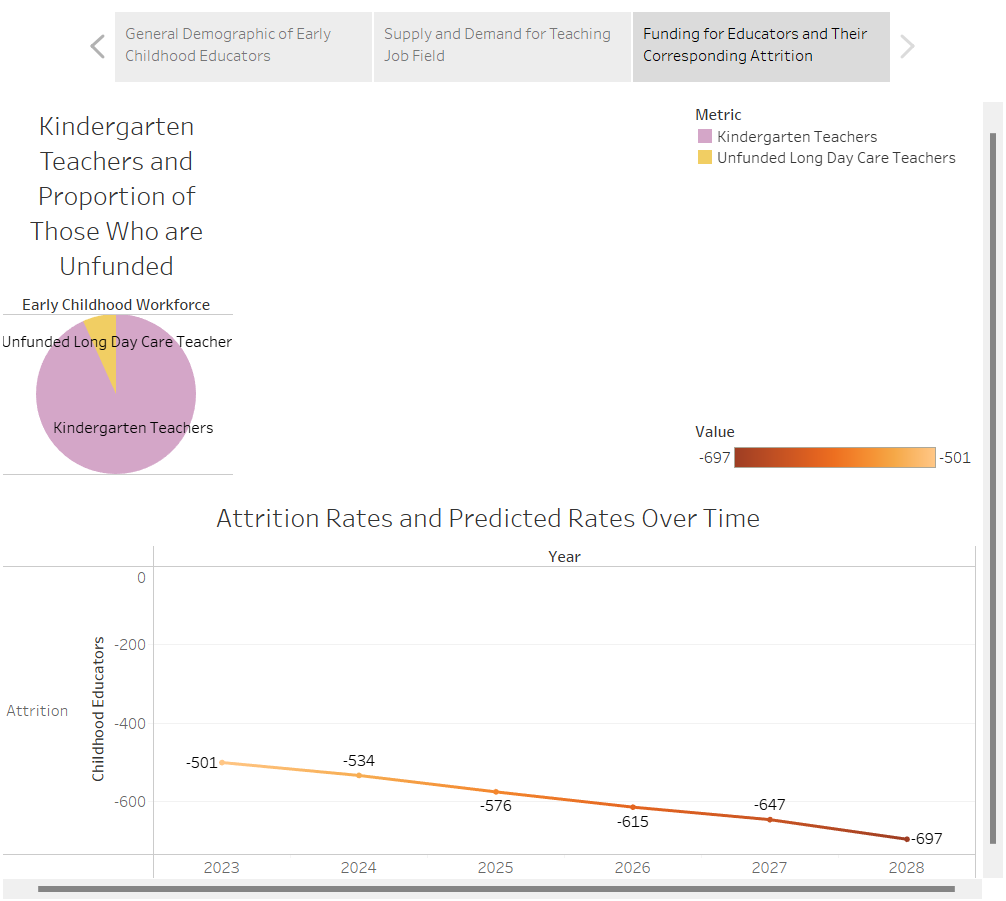 General Demographic of Early
Childhood Educators
Supply and Demand for Teaching
Job Field
Funding for Educators and Their
Corresponding Attrition
Kindergarten
Teachers and
Proportion of
Those Who are
Unfunded
Metric
Kindergarten Teachers
Unfunded Long Day Care Teachers
Early Childhood Workforce
Unfunded Long Day Care Teacher
Kindergarten Teachers
Value
-697
-501
Attrition Rates and Predicted Rates Over Time
Year
Attrition
Childhood Educators
0
-200
-400
-600
-501
-534
-576
-615
-647
-697
2023
2024
2025
2026
2027
2028